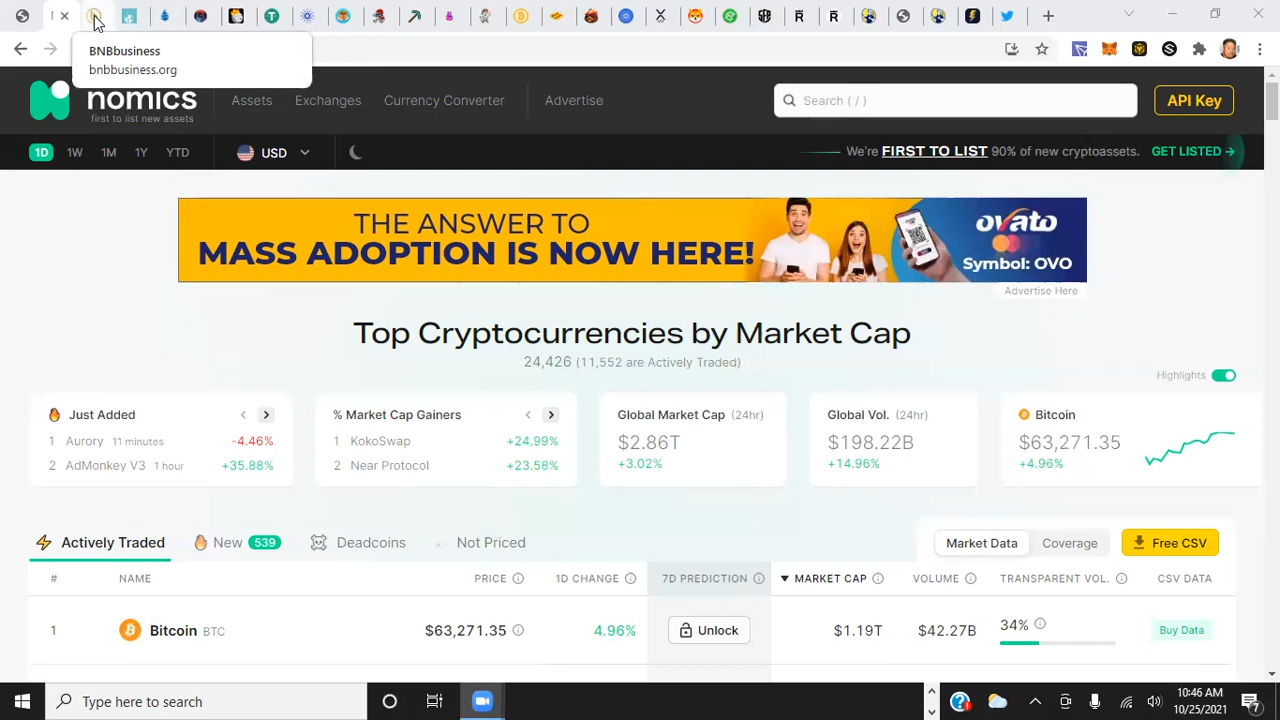 BNBbusiness
bnbbusiness.org
nomics
first to list new assets
Assets
Exchanges
Currency Converter
Advertise
Search ( / )
API Key
1D
1W
1M
1Y
YTD
USD
We're FIRST TO LIST 90% of new cryptoassets.
GET LISTED →
THE ANSWER TO
MASS ADOPTION IS NOW HERE!
ovato
Symbol: OVO
Advertise Here
Top Cryptocurrencies by Market Cap
24,426 (11,552 are Actively Traded)
Highlights
Just Added
1 Aurory 11 minutes -4.46%
2 AdMonkey V3 1 hour +35.88%
% Market Cap Gainers
1 KokoSwap +24.99%
2 Near Protocol +23.58%
Global Market Cap (24hr)
$2.86T
+3.02%
Global Vol. (24hr)
$198.22B
+14.96%
Bitcoin
$63,271.35
+4.96%
Actively Traded
New 539
Deadcoins
Not Priced
Market Data
Coverage
Free CSV
# NAME PRICE 1D CHANGE 7D PREDICTION MARKET CAP VOLUME TRANSPARENT VOL. CSV DATA
1 Bitcoin BTC $63,271.35 4.96% Unlock $1.19T $42.27B 34% Buy Data
Type here to search
10:46 AM
10/25/2021
7